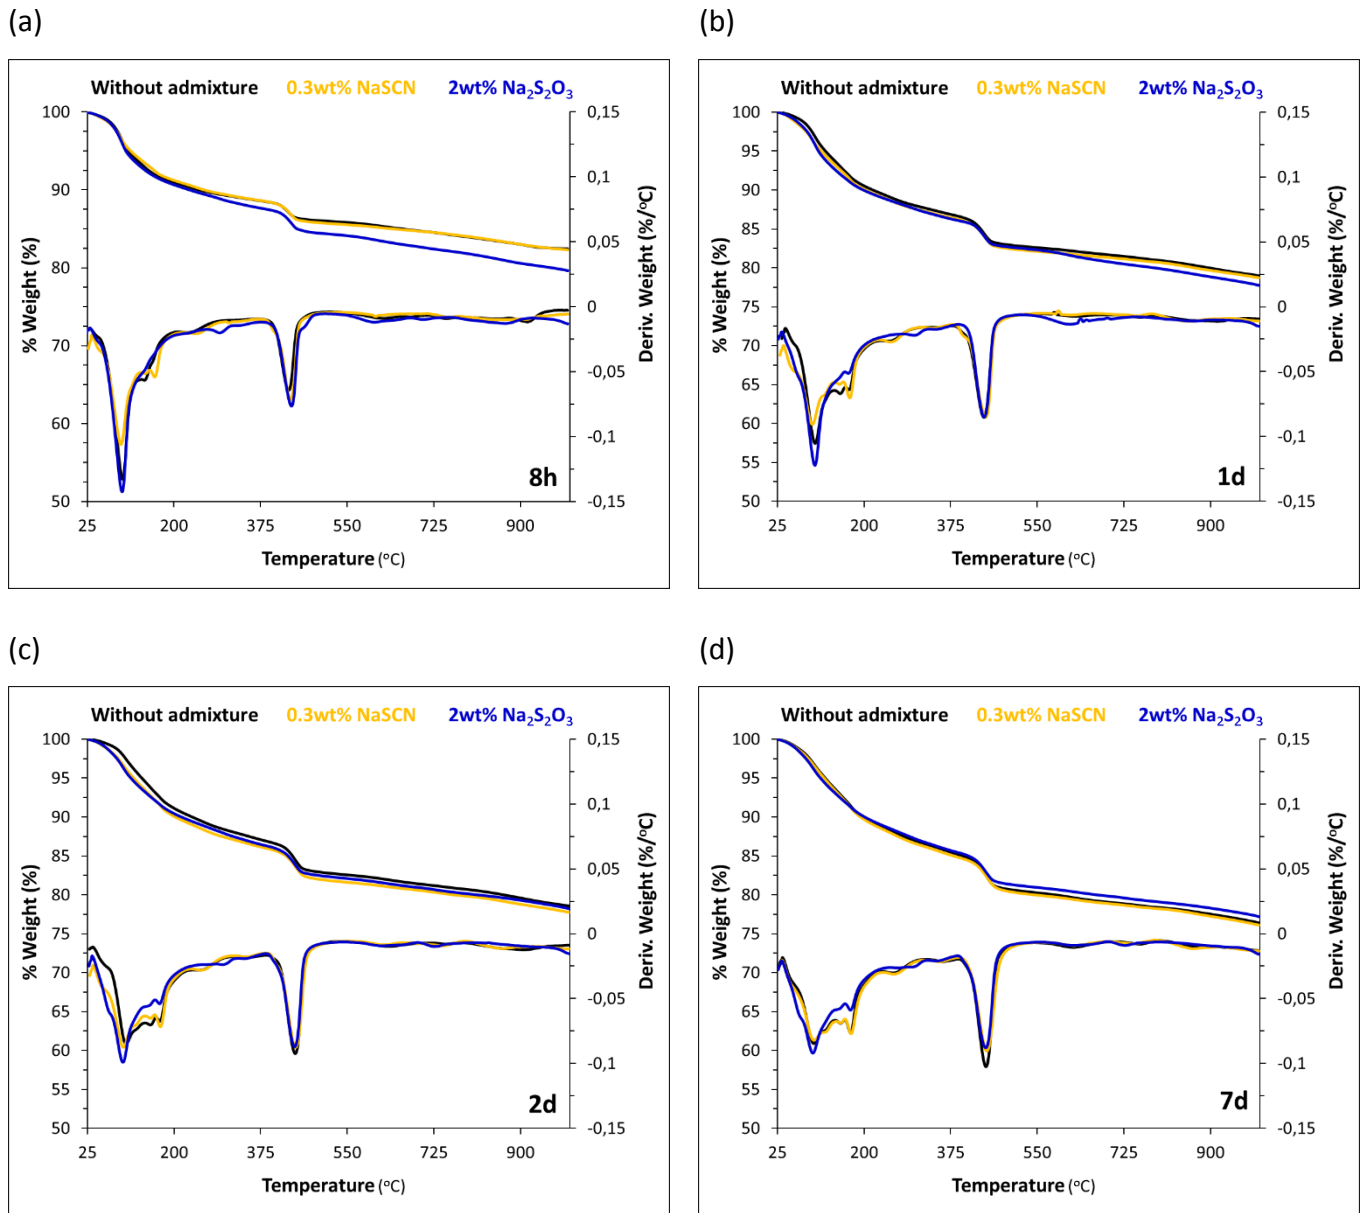 (a)
Without admixture 0.3wt% NaSCN 2wt% Na₂S₂O₃
100 0,15
95
90 0,1
85
80 0,05
75 0
70
65 -0,05
60
55 -0,1
50 -0,15
% Weight (%)
Deriv. Weight (%/°C)
8h
25 200 375 550 725 900
Temperature (°C)
(b)
Without admixture 0.3wt% NaSCN 2wt% Na₂S₂O₃
100 0,15
95
90 0,1
85
80 0,05
75 0
70
65 -0,05
60
55 -0,1
50 -0,15
% Weight (%)
Deriv. Weight (%/°C)
1d
25 200 375 550 725 900
Temperature (°C)
(c)
Without admixture 0.3wt% NaSCN 2wt% Na₂S₂O₃
100 0,15
95
90 0,1
85
80 0,05
75 0
70
65 -0,05
60
55 -0,1
50 -0,15
% Weight (%)
Deriv. Weight (%/°C)
2d
25 200 375 550 725 900
Temperature (°C)
(d)
Without admixture 0.3wt% NaSCN 2wt% Na₂S₂O₃
100 0,15
95
90 0,1
85
80 0,05
75 0
70
65 -0,05
60
55 -0,1
50 -0,15
% Weight (%)
Deriv. Weight (%/°C)
7d
25 200 375 550 725 900
Temperature (°C)